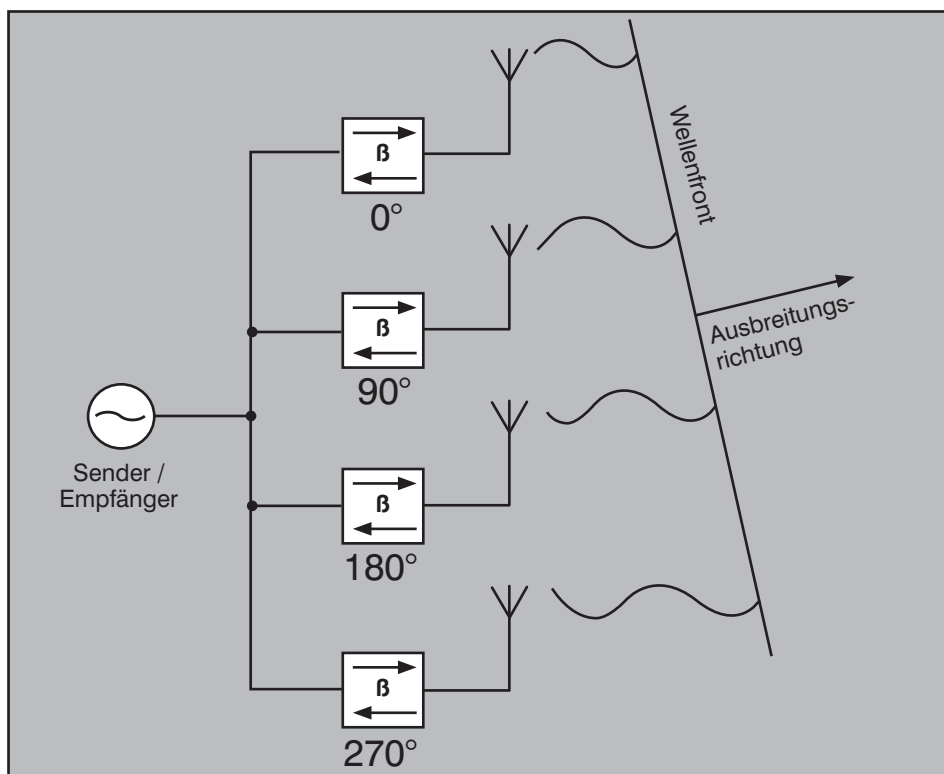 ß
0°
Wellenfront
ß
90°
Ausbreitungs-
richtung
Sender /
Empfänger
ß
180°
ß
270°